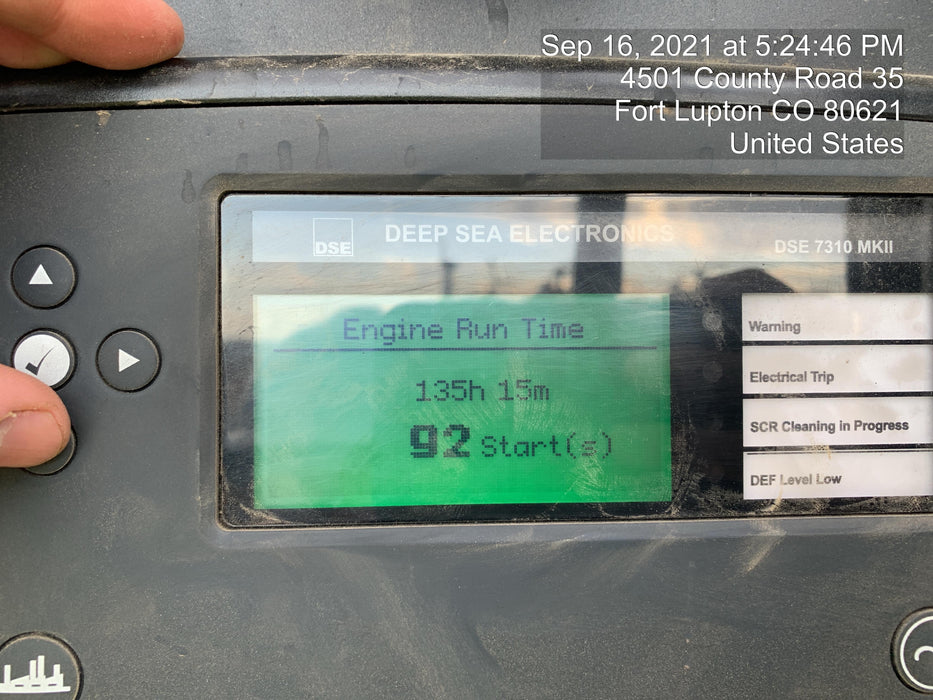 Sep 16, 2021 at 5:24:46 PM
4501 County Road 35
Fort Lupton CO 80621
United States
DSE
DEEP SEA ELECTRONICS
DSE 7310 MKII
Engine Run Time
135h 15m
92 Start(s)
Warning
Electrical Trip
SCR Cleaning in Progress
DEF Level Low